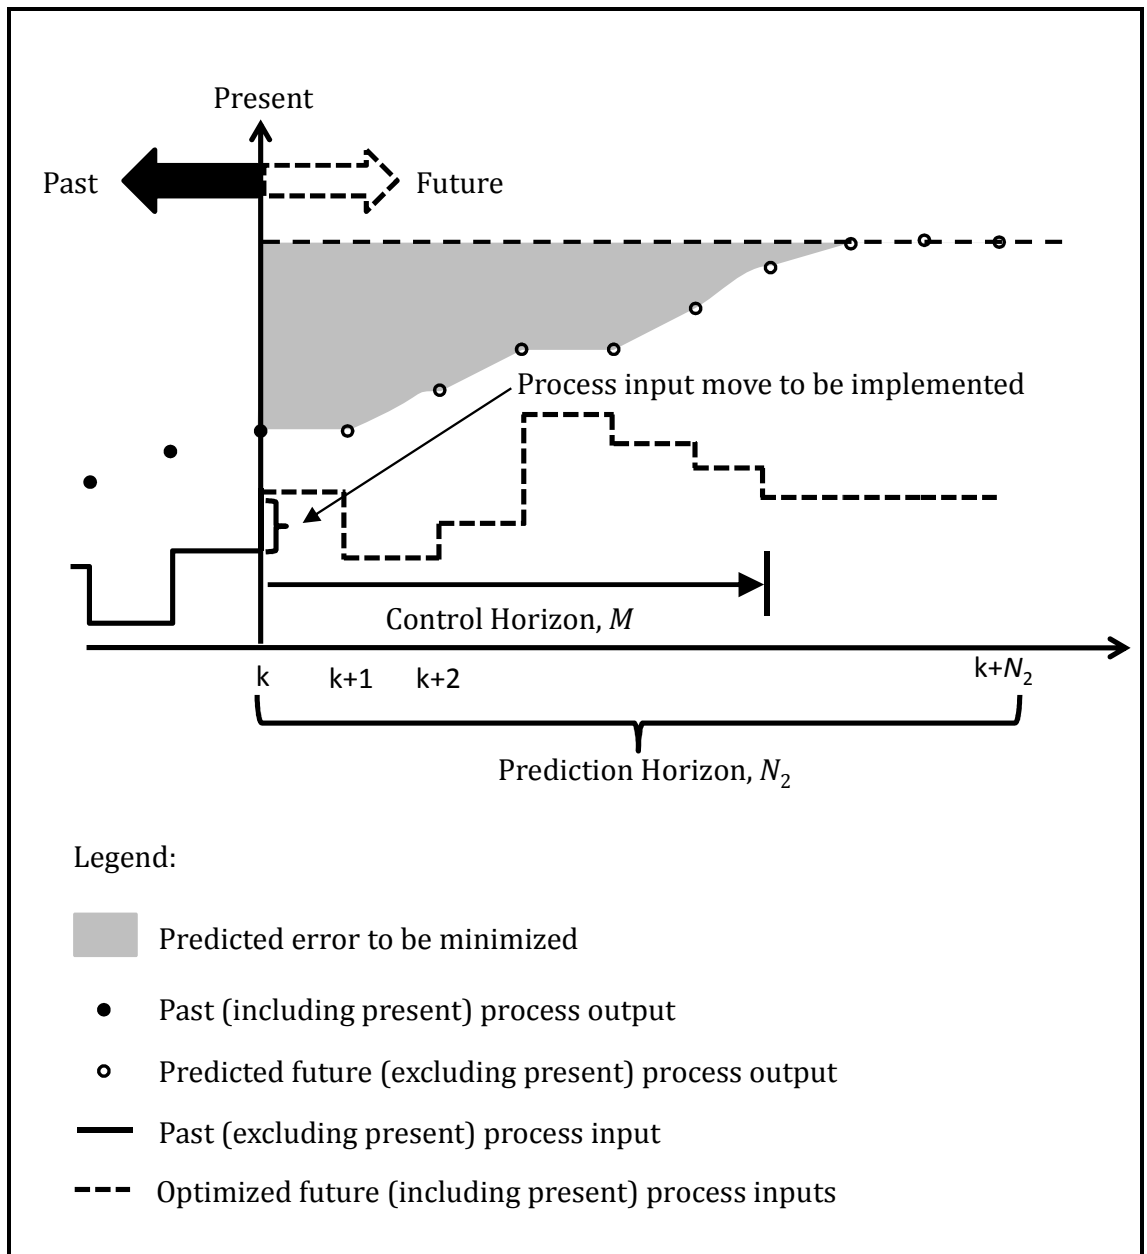 Present
Past
Future
Process input move to be implemented
Control Horizon, M
k
k+1
k+2
k+N₂
Prediction Horizon, N₂
Legend:
Predicted error to be minimized
Past (including present) process output
Predicted future (excluding present) process output
Past (excluding present) process input
Optimized future (including present) process inputs